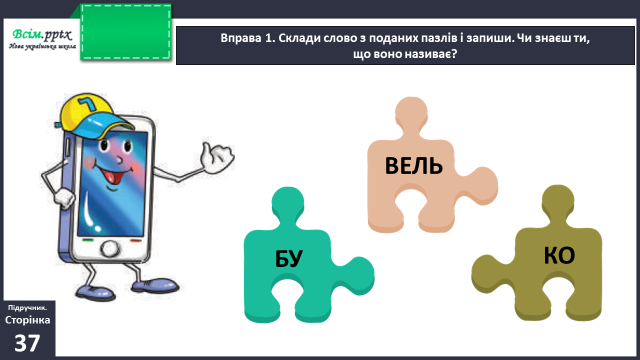 Всім.pptx
Нова українська школа
Вправа 1. Склади слово з поданих пазлів і запиши. Чи знаєш ти,
що воно називає?
ВЕЛЬ
БУ
КО
Підручник.
Сторінка
37